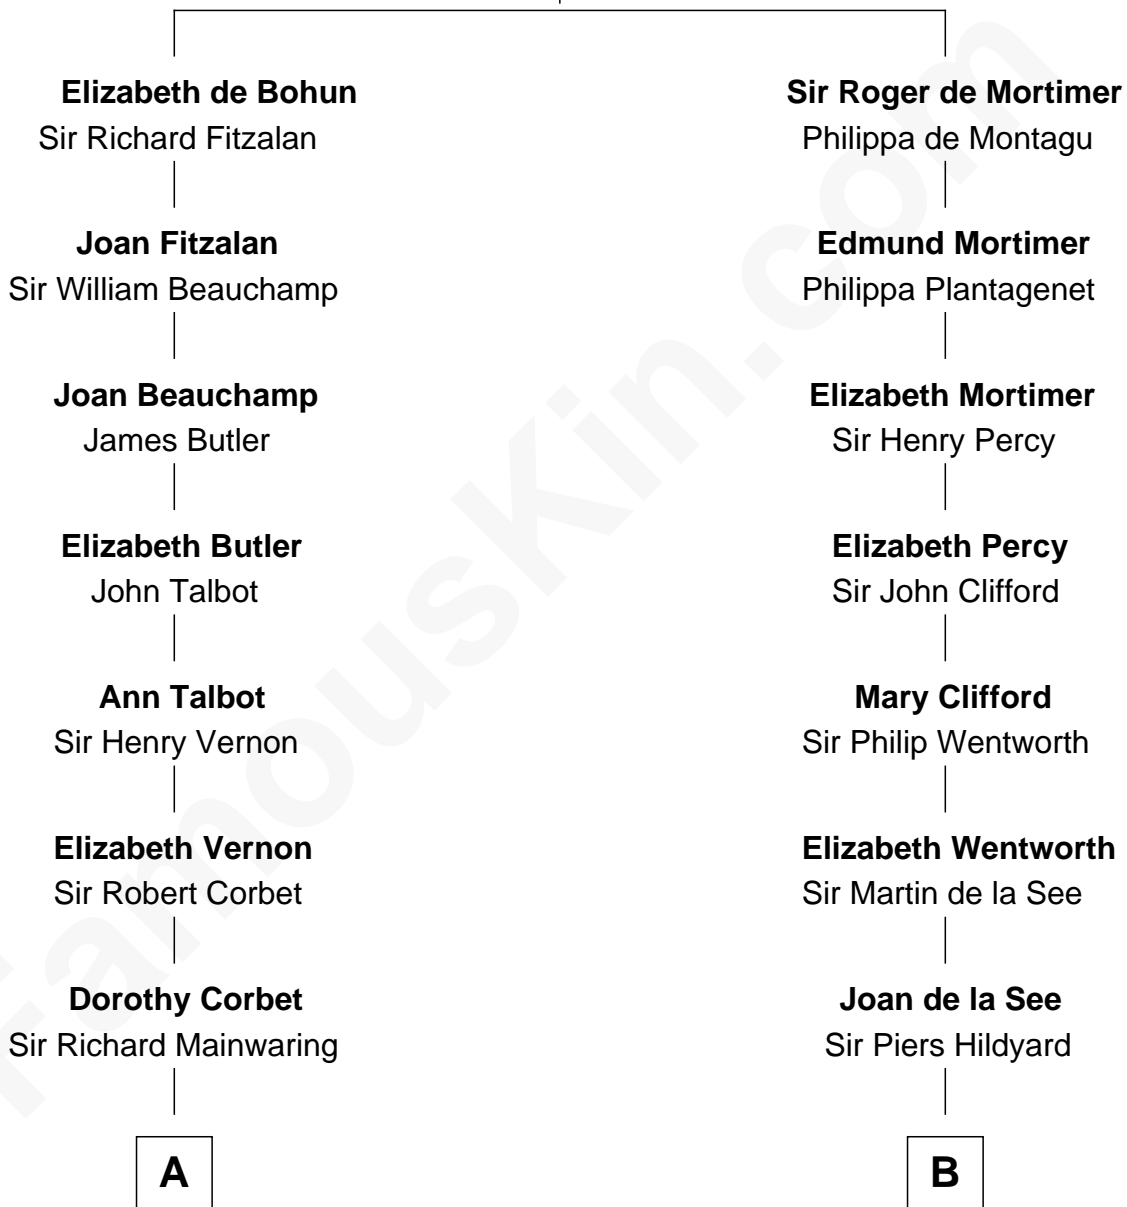 Elizabeth de Bohun
Sir Richard Fitzalan
Joan Fitzalan
Sir William Beauchamp
Joan Beauchamp
James Butler
Elizabeth Butler
John Talbot
Ann Talbot
Sir Henry Vernon
Elizabeth Vernon
Sir Robert Corbet
Dorothy Corbet
Sir Richard Mainwaring
A
Sir Roger de Mortimer
Philippa de Montagu
Edmund Mortimer
Philippa Plantagenet
Elizabeth Mortimer
Sir Henry Percy
Elizabeth Percy
Sir John Clifford
Mary Clifford
Sir Philip Wentworth
Elizabeth Wentworth
Sir Martin de la See
Joan de la See
Sir Piers Hildyard
B
FamousKin.com